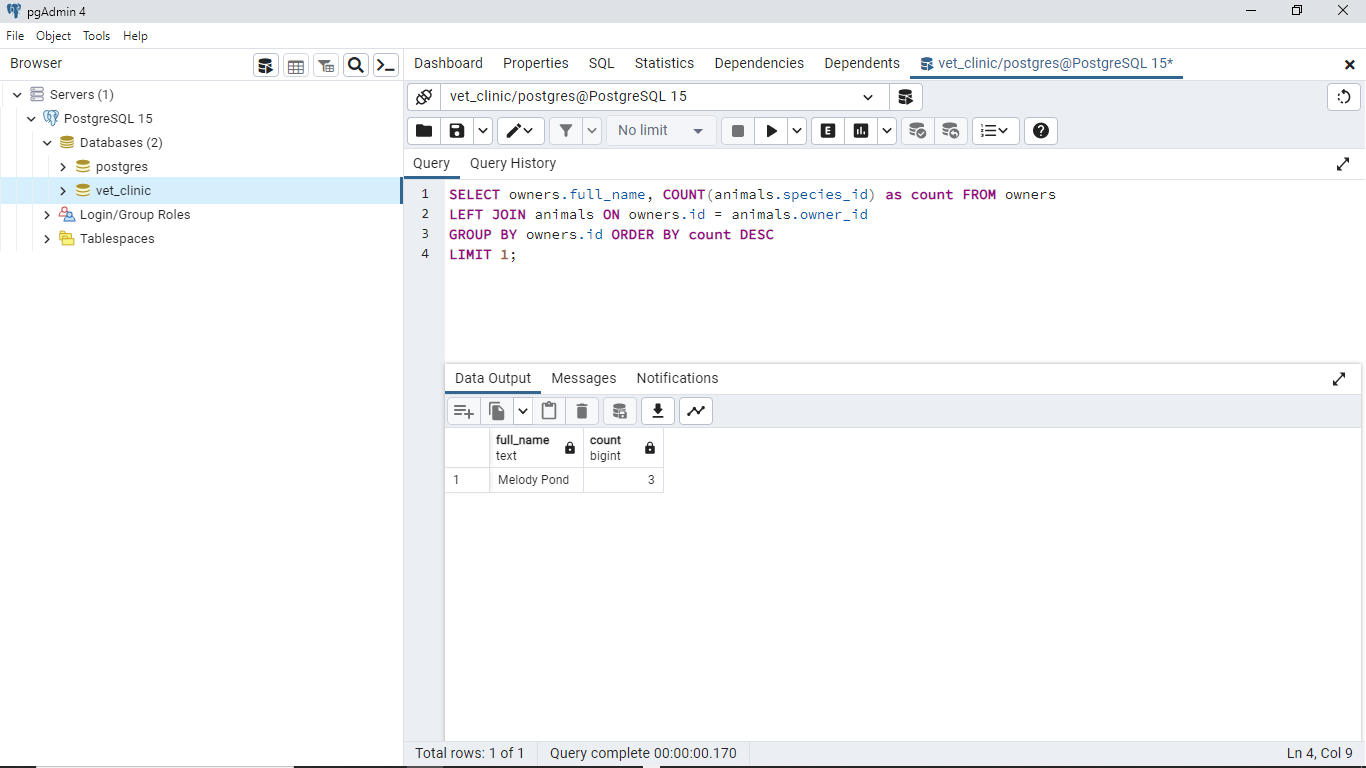 pgAdmin 4
File Object Tools Help
Browser
Dashboard Properties SQL Statistics Dependencies Dependents vet_clinic/postgres@PostgreSQL 15*
Servers (1)
PostgreSQL 15
Databases (2)
postgres
vet_clinic
Login/Group Roles
Tablespaces
vet_clinic/postgres@PostgreSQL 15
No limit
E
Query Query History
1 SELECT owners.full_name, COUNT(animals.species_id) as count FROM owners
2 LEFT JOIN animals ON owners.id = animals.owner_id
3 GROUP BY owners.id ORDER BY count DESC
4 LIMIT 1;
Data Output Messages Notifications
full_name count
text bigint
1 Melody Pond 3
Total rows: 1 of 1 Query complete 00:00:00.170 Ln 4, Col 9